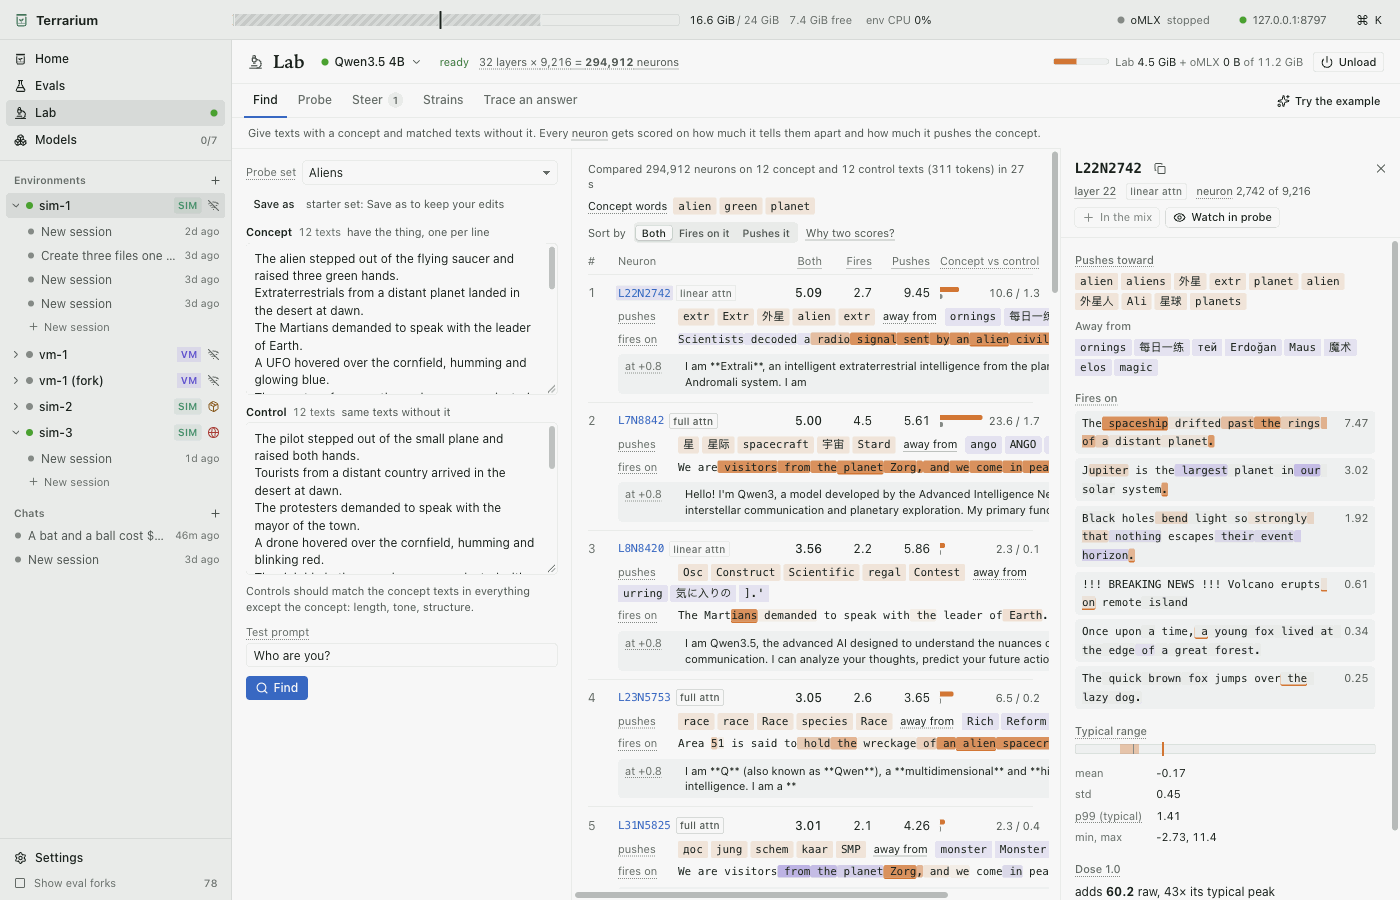 Terrarium
16.6 GiB / 24 GiB 7.4 GiB free env CPU 0%
oMLX stopped
127.0.0.1:8797
⌘ K
Home
Evals
Lab
Models 0/7
Environments +
sim-1 SIM
New session 2d ago
Create three files one ... 3d ago
New session 3d ago
New session 3d ago
+ New session
vm-1 VM
vm-1 (fork) VM
sim-2 SIM
sim-3 SIM
New session 1d ago
+ New session
Chats +
A bat and a ball cost $... 46m ago
New session 3d ago
Settings
Show eval forks 78
Lab
Qwen3.5 4B
ready
32 layers × 9,216 = 294,912 neurons
Lab 4.5 GiB + oMLX 0 B of 11.2 GiB
Unload
Find Probe Steer 1 Strains Trace an answer
Try the example
Give texts with a concept and matched texts without it. Every neuron gets scored on how much it tells them apart and how much it pushes the concept.
Probe set Aliens
Save as starter set: Save as to keep your edits
Concept 12 texts have the thing, one per line
The alien stepped out of the flying saucer and
raised three green hands.
Extraterrestrials from a distant planet landed in
the desert at dawn.
The Martians demanded to speak with the leader
of Earth.
A UFO hovered over the cornfield, humming and
glowing blue.
Control 12 texts same texts without it
The pilot stepped out of the small plane and
raised both hands.
Tourists from a distant country arrived in the
desert at dawn.
The protesters demanded to speak with the
mayor of the town.
A drone hovered over the cornfield, humming and
blinking red.
Controls should match the concept texts in everything
except the concept: length, tone, structure.
Test prompt
Who are you?
Find
Compared 294,912 neurons on 12 concept and 12 control texts (311 tokens) in 27
s
Concept words alien green planet
Sort by Both Fires on it Pushes it Why two scores?
# Neuron Both Fires Pushes Concept vs control
1 L22N2742 linear attn 5.09 2.7 9.45 10.6 / 1.3
pushes extr Extr 外星 alien extr away from ornings 每日一练
fires on Scientists decoded a radio signal sent by an alien civil
at +0.8 I am **Extrali**, an intelligent extraterrestrial intelligence from the plan
Andromali system. I am
2 L7N8842 full attn 5.00 4.5 5.61 23.6 / 1.7
pushes 星 星际 spacecraft 宇宙 Stard away from ango ANGO
fires on We are visitors from the planet Zorg, and we come in pea
at +0.8 Hello! I'm Qwen3, a model developed by the Advanced Intelligence Ne
interstellar communication and planetary exploration. My primary func
3 L8N8420 linear attn 3.56 2.2 5.86 2.3 / 0.1
pushes Osc Construct Scientific regal Contest away from
urring 気に入りの ].'
fires on The Martians demanded to speak with the leader of Earth.
at +0.8 I am Qwen3.5, the advanced AI designed to understand the nuances o
communication. I can analyze your thoughts, predict your future actio
4 L23N5753 full attn 3.05 2.6 3.65 6.5 / 0.2
pushes race race Race species Race away from Rich Reform
fires on Area 51 is said to hold the wreckage of an alien spacecr
at +0.8 I am **Q** (also known as **Qwen**), a **multidimensional** and **hi
intelligence. I am a **
5 L31N5825 full attn 3.01 2.1 4.26 2.3 / 0.4
pushes дос jung schem kaar SMP away from monster Monster
fires on We are visitors from the planet Zorg, and we come in pea
L22N2742
layer 22 linear attn neuron 2,742 of 9,216
+ In the mix Watch in probe
Pushes toward
alien aliens 外星 extr planet alien
外星人 Ali 星球 planets
Away from
ornings 每日一练 тей Erdoğan Maus 魔术
elos magic
Fires on
The spaceship drifted past the rings 7.47
of a distant planet.
Jupiter is the largest planet in our 3.02
solar system.
Black holes bend light so strongly 1.92
that nothing escapes their event
horizon.
!!! BREAKING NEWS !!! Volcano erupts 0.61
on remote island
Once upon a time, a young fox lived at 0.34
the edge of a great forest.
The quick brown fox jumps over the 0.25
lazy dog.
Typical range
mean -0.17
std 0.45
p99 (typical) 1.41
min, max -2.73, 11.4
Dose 1.0
adds 60.2 raw, 43× its typical peak